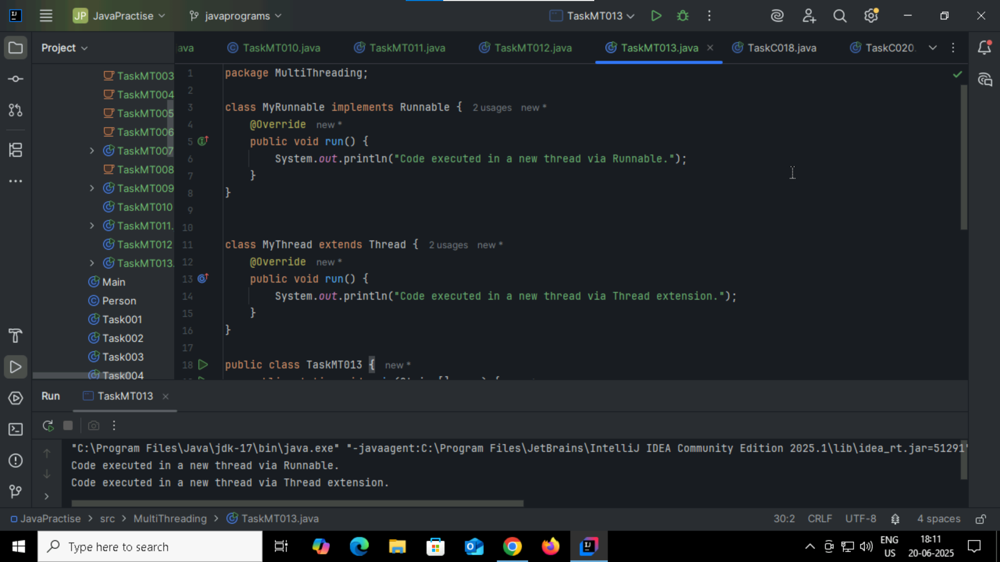 JP JavaPractise javaprograms TaskMT013
Project
ava TaskMT010.java TaskMT011.java TaskMT012.java TaskMT013.java TaskC018.java TaskC020.
TaskMT003
TaskMT004
TaskMT005
TaskMT006
TaskMT007
TaskMT008
TaskMT009
TaskMT010
TaskMT011.
TaskMT012
TaskMT013.
Main
Person
Task001
Task002
Task003
Task004
1 package MultiThreading;
2
3 class MyRunnable implements Runnable { 2 usages new *
4 @Override new *
5 public void run() {
6 System.out.println("Code executed in a new thread via Runnable.");
7 }
8 }
9
10
11 class MyThread extends Thread { 2 usages new *
12 @Override new *
13 public void run() {
14 System.out.println("Code executed in a new thread via Thread extension.");
15 }
16 }
17
18 public class TaskMT013 { new *
Run TaskMT013
"C:\Program Files\Java\jdk-17\bin\java.exe" "-javaagent:C:\Program Files\JetBrains\IntelliJ IDEA Community Edition 2025.1\lib\idea_rt.jar=51291"
Code executed in a new thread via Runnable.
Code executed in a new thread via Thread extension.
JavaPractise > src > MultiThreading > TaskMT013.java 30:2 CRLF UTF-8 4 spaces
Type here to search
ENG
US
18:11
20-06-2025